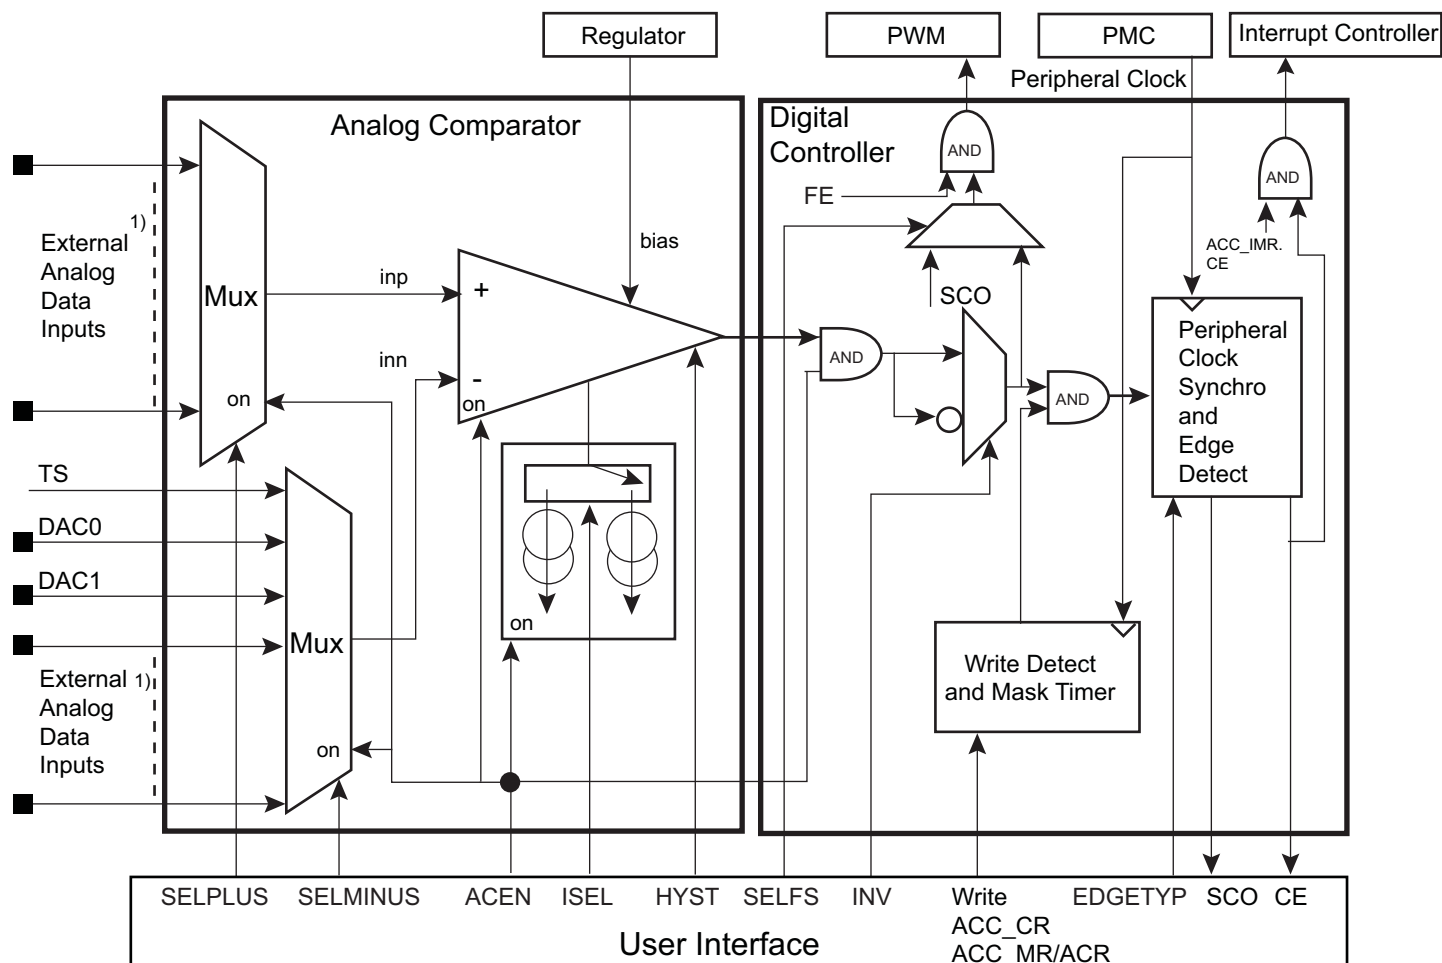 Regulator
PWM
PMC
Interrupt Controller
Peripheral Clock
Analog Comparator
Digital
Controller
AND
AND
FE
1)
External
Analog
Data
Inputs
Mux
on
inp
inn
bias
+
-
on
SCO
ACC_IMR.
CE
AND
AND
Peripheral
Clock
Synchro
and
Edge
Detect
TS
DAC0
DAC1
External 1)
Analog
Data
Inputs
Mux
on
on
Write Detect
and Mask Timer
SELPLUS
SELMINUS
ACEN
ISEL
HYST
SELFS
INV
Write
ACC_CR
ACC_MR/ACR
EDGETYP
SCO
CE
User Interface